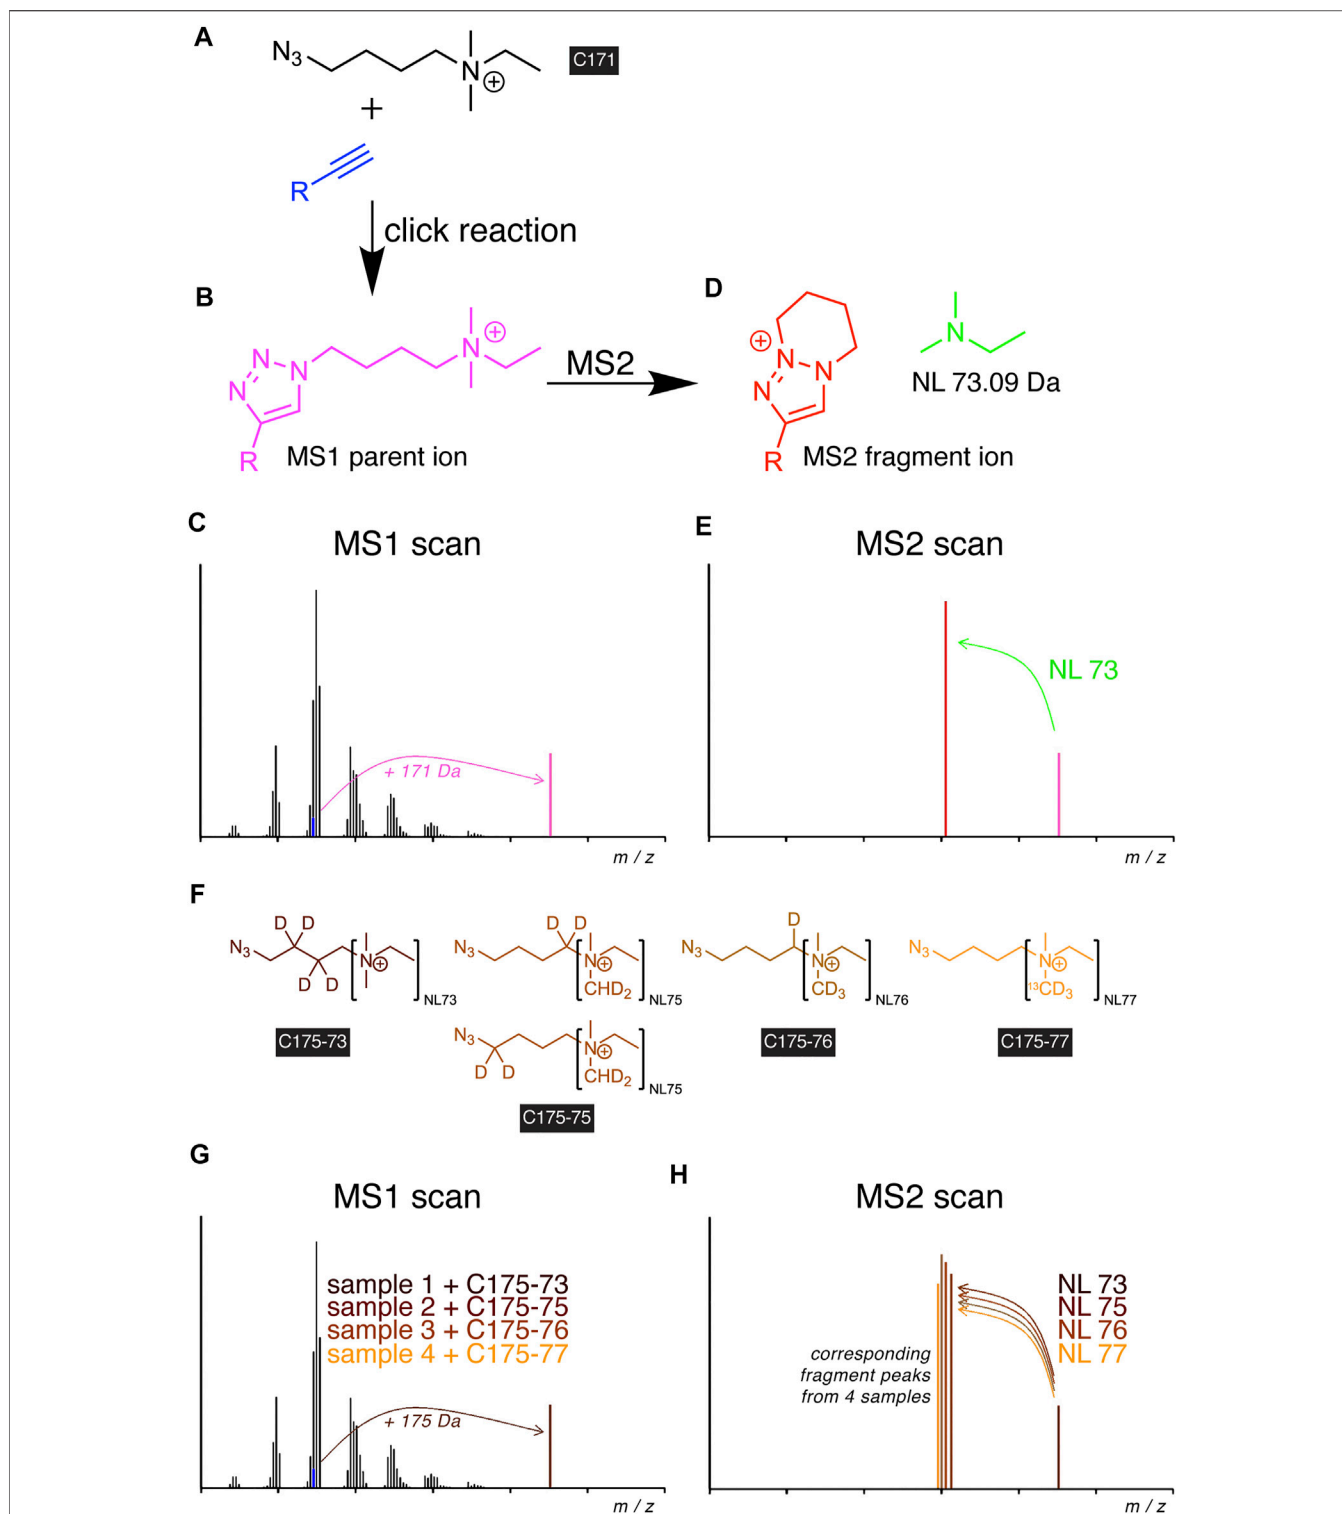 A
N3
N
⊕
C171
+
R
click reaction
B
N
N
N
N
⊕
R
MS1 parent ion
MS2
D
⊕
N
N
N
R
MS2 fragment ion
N
NL 73.09 Da
C
MS1 scan
+ 171 Da
m / z
E
MS2 scan
NL 73
m / z
F
D D
N3
N
⊕
D D
NL73
C175-73
D D
N3
N
⊕
CHD2
NL75
N3
N
⊕
D D
CHD2
NL75
C175-75
D
N3
N
⊕
CD3
NL76
C175-76
N3
N
⊕
13CD3
NL77
C175-77
G
MS1 scan
sample 1 + C175-73
sample 2 + C175-75
sample 3 + C175-76
sample 4 + C175-77
+ 175 Da
m / z
H
MS2 scan
NL 73
NL 75
NL 76
NL 77
corresponding
fragment peaks
from 4 samples
m / z